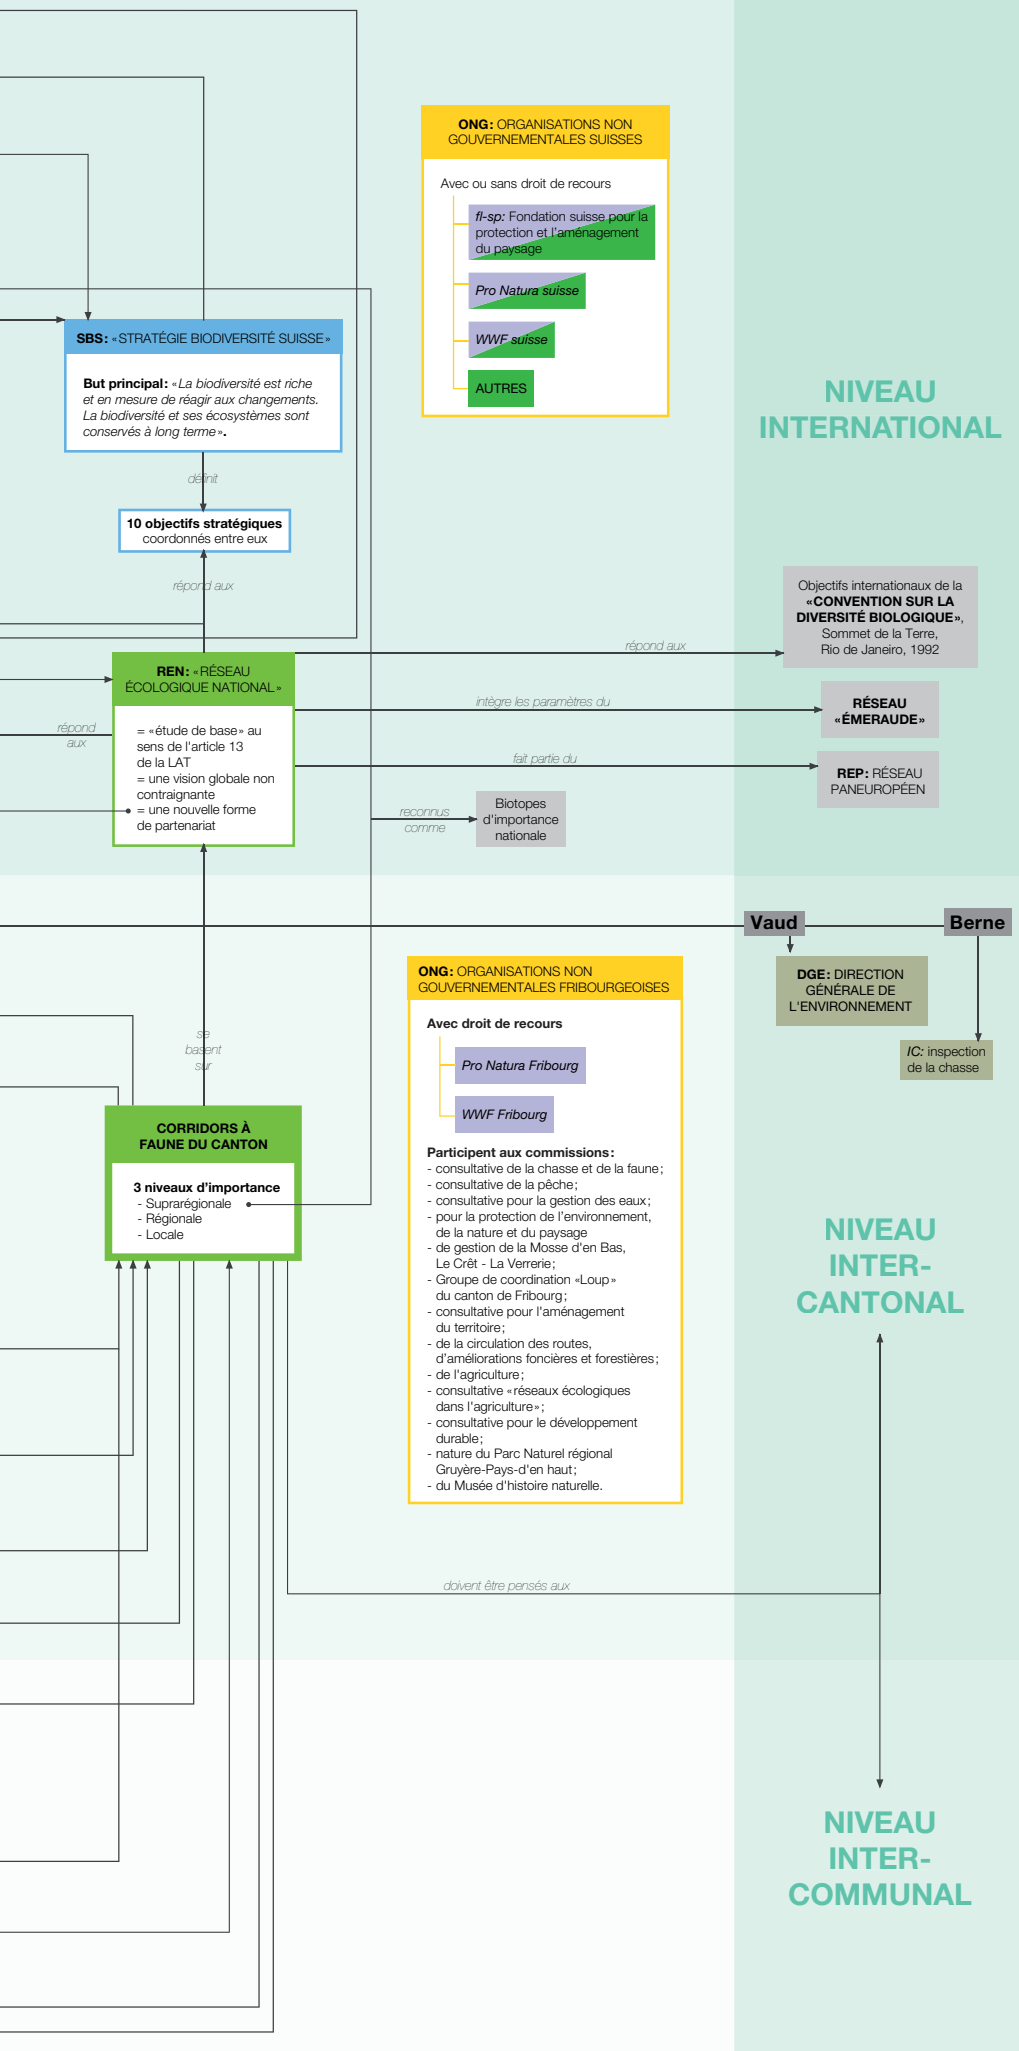 ONG: ORGANISATIONS NON
GOUVERNEMENTALES SUISSES
Avec ou sans droit de recours
fl-sp: Fondation suisse pour la
protection et l'aménagement
du paysage
Pro Natura suisse
WWF suisse
AUTRES
SBS: «STRATÉGIE BIODIVERSITÉ SUISSE»
But principal: «La biodiversité est riche
et en mesure de réagir aux changements.
La biodiversité et ses écosystèmes sont
conservés à long terme».
définit
10 objectifs stratégiques
coordonnés entre eux
répond aux
NIVEAU
INTERNATIONAL
Objectifs internationaux de la
«CONVENTION SUR LA
DIVERSITÉ BIOLOGIQUE»,
Sommet de la Terre,
Rio de Janeiro, 1992
répond aux
REN: «RÉSEAU
ÉCOLOGIQUE NATIONAL»
= «étude de base» au
sens de l'article 13
de la LAT
= une vision globale non
contraignante
= une nouvelle forme
de partenariat
répond
aux
intègre les paramètres du
RÉSEAU
«ÉMERAUDE»
fait partie du
REP: RÉSEAU
PANEUROPÉEN
reconnus
comme
Biotopes
d'importance
nationale
Vaud
Berne
DGE: DIRECTION
GÉNÉRALE DE
L'ENVIRONNEMENT
IC: inspection
de la chasse
ONG: ORGANISATIONS NON
GOUVERNEMENTALES FRIBOURGEOISES
Avec droit de recours
Pro Natura Fribourg
WWF Fribourg
Participent aux commissions:
- consultative de la chasse et de la faune;
- consultative de la pêche;
- consultative pour la gestion des eaux;
- pour la protection de l'environnement,
de la nature et du paysage
- de gestion de la Mosse d'en Bas,
Le Crêt - La Verrerie;
- Groupe de coordination «Loup»
du canton de Fribourg;
- consultative pour l'aménagement
du territoire;
- de la circulation des routes,
d'améliorations foncières et forestières;
- de l'agriculture;
- consultative «réseaux écologiques
dans l'agriculture»;
- consultative pour le développement
durable;
- nature du Parc Naturel régional
Gruyère-Pays-d'en haut;
- du Musée d'histoire naturelle.
se
basent
sur
CORRIDORS À
FAUNE DU CANTON
3 niveaux d'importance
- Suprarégionale
- Régionale
- Locale
NIVEAU
INTER-
CANTONAL
doivent être pensés aux
NIVEAU
INTER-
COMMUNAL